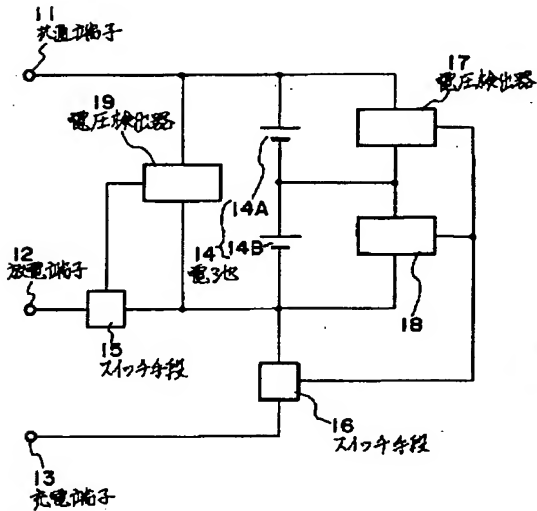 11
共通端子
17
電圧検出器
19
電圧検出器
14A
14
14B
電池
12
放電端子
18
15
スイッチ手段
16
スイッチ手段
13
充電端子